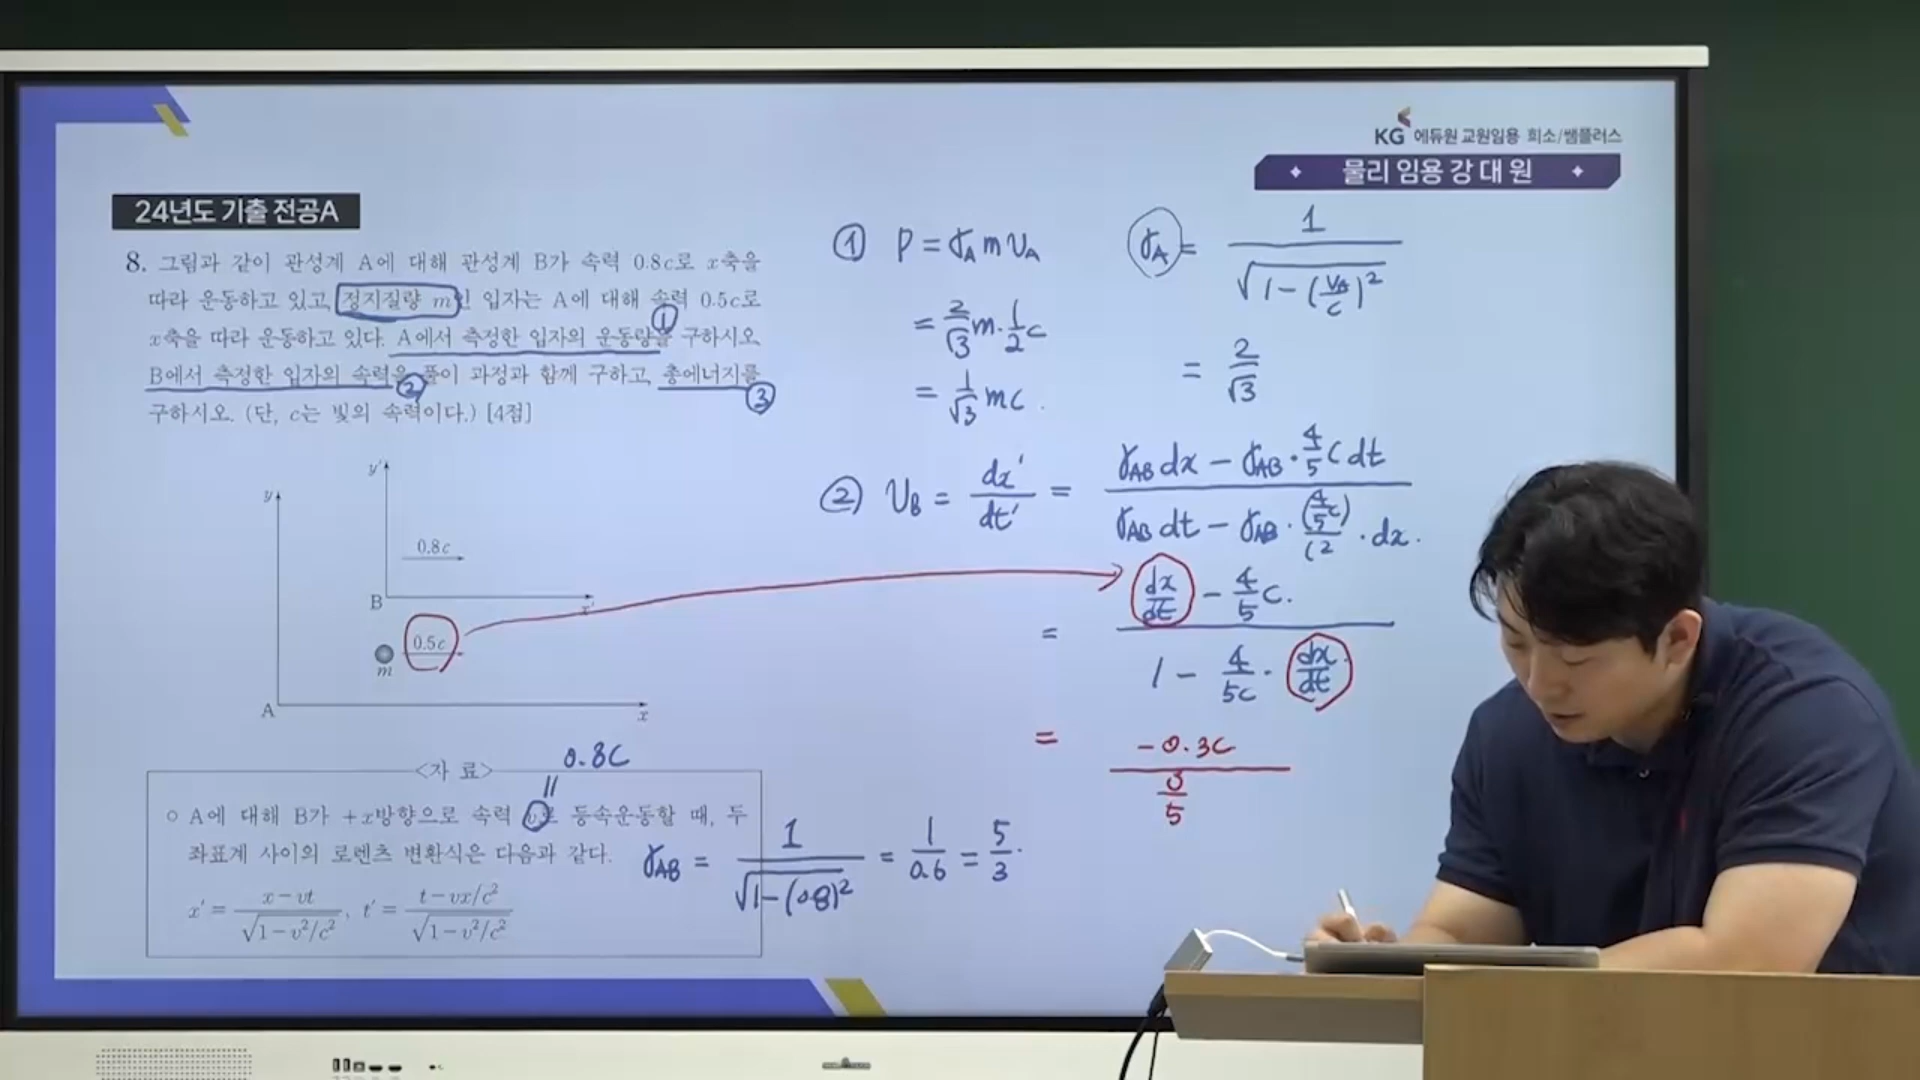 KG 에듀원 교원임용 희소/쌤플러스
물리 임용 강 대 원
24년도 기출 전공A
8. 그림과 같이 관성계 A에 대해 관성계 B가 속력 0.8c로 x축을
따라 운동하고 있고, 정지질량 m인 입자는 A에 대해 속력 0.5c로
x축을 따라 운동하고 있다. A에서 측정한 입자의 운동량을 구하시오.
B에서 측정한 입자의 속력을 풀이 과정과 함께 구하고, 총에너지를
구하시오. (단, c는 빛의 속력이다.) [4점]
①
②
③
y
y'
0.8c
B
x'
0.5c
m
A
x
<자 료>
0.8C
||
○ A에 대해 B가 +x방향으로 속력 v로 등속운동할 때, 두
좌표계 사이의 로렌츠 변환식은 다음과 같다.
x' = (x-vt)/√(1-v²/c²), t' = (t-vx/c²)/√(1-v²/c²)
γAB = 1/√(1-(0.8)²) = 1/0.6 = 5/3.
① P = γA m VA
= 2/√3 m · 1/2 c
= 1/√3 mc.
γA = 1/√(1-(VA/c)²)
= 2/√3
② VB = dx'/dt' = (γAB dx - γAB · 4/5 c dt)/(γAB dt - γAB · (4/5 c)/c² · dx.)
= (dx/dt - 4/5 c.)/(1 - 4/5c · dx/dt)
= -0.3c/(3/5)